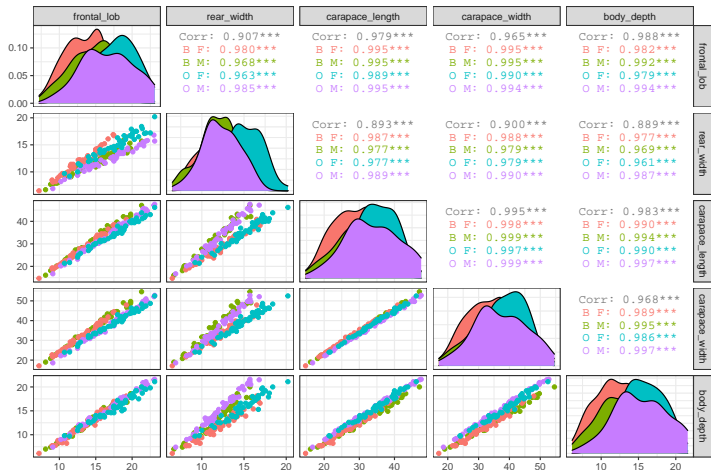 frontal_lob rear_width carapace_length carapace_width body_depth
0.10
0.05
0.00
Corr: 0.907***
B F: 0.980***
B M: 0.968***
O F: 0.963***
O M: 0.985***
Corr: 0.979***
B F: 0.995***
B M: 0.995***
O F: 0.989***
O M: 0.995***
Corr: 0.965***
B F: 0.995***
B M: 0.995***
O F: 0.990***
O M: 0.994***
Corr: 0.988***
B F: 0.982***
B M: 0.992***
O F: 0.979***
O M: 0.994***
frontal_lob
20
15
10
Corr: 0.893***
B F: 0.987***
B M: 0.977***
O F: 0.977***
O M: 0.989***
Corr: 0.900***
B F: 0.988***
B M: 0.979***
O F: 0.979***
O M: 0.990***
Corr: 0.889***
B F: 0.977***
B M: 0.969***
O F: 0.961***
O M: 0.987***
rear_width
40
30
20
Corr: 0.995***
B F: 0.998***
B M: 0.999***
O F: 0.997***
O M: 0.999***
Corr: 0.983***
B F: 0.990***
B M: 0.994***
O F: 0.990***
O M: 0.997***
carapace_length
50
40
30
20
Corr: 0.968***
B F: 0.989***
B M: 0.995***
O F: 0.986***
O M: 0.997***
carapace_width
20
15
10
body_depth
10 15 20 10 15 20 20 30 40 20 30 40 50 10 15 20